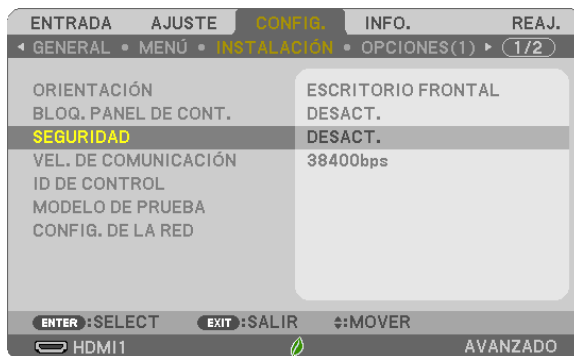 ENTRADA AJUSTE CONFIG. INFO. REAJ.
GENERAL • MENÚ • INSTALACIÓN • OPCIONES(1) 1/2
ORIENTACIÓN ESCRITORIO FRONTAL
BLOQ. PANEL DE CONT. DESACT.
SEGURIDAD DESACT.
VEL. DE COMUNICACIÓN 38400bps
ID DE CONTROL
MODELO DE PRUEBA
CONFIG. DE LA RED
ENTER :SELECT EXIT :SALIR :MOVER
HDMI1 AVANZADO